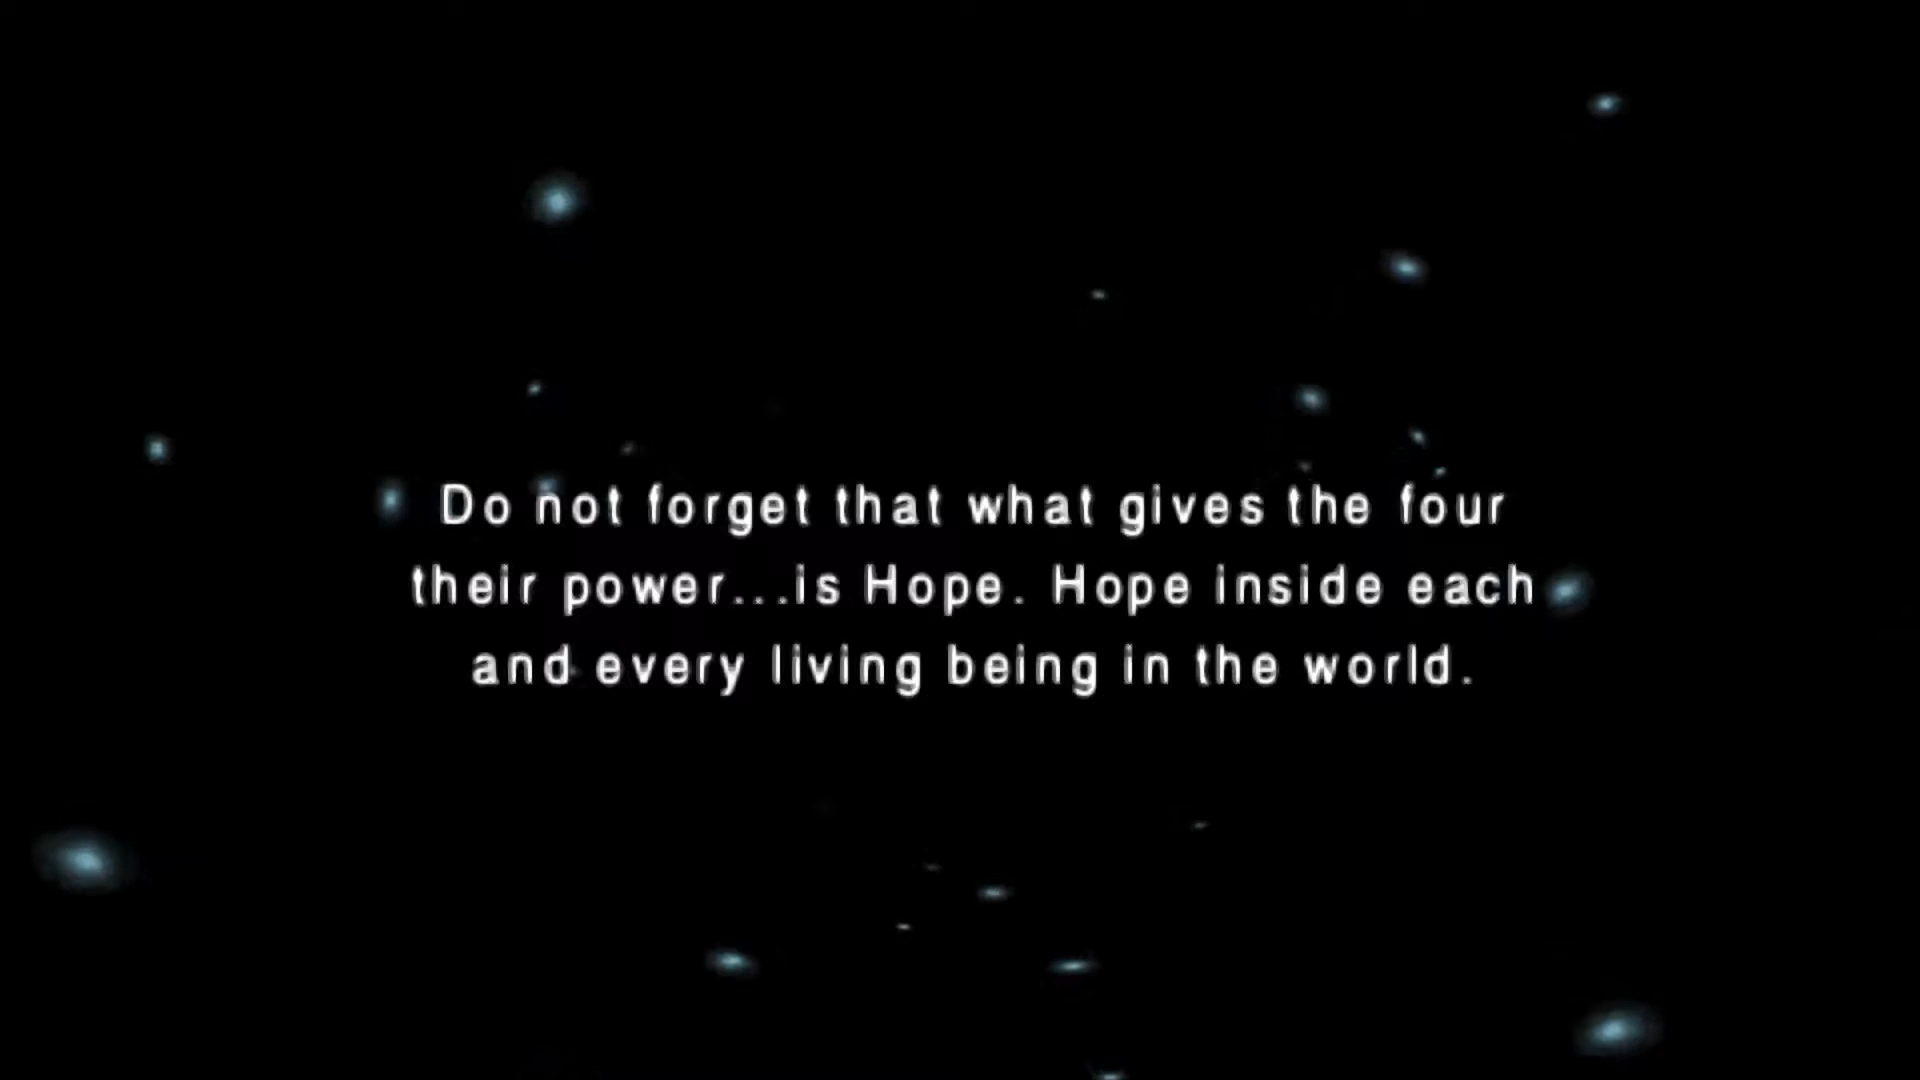 Do not forget that what gives the four
their power...is Hope. Hope inside each
and every living being in the world.